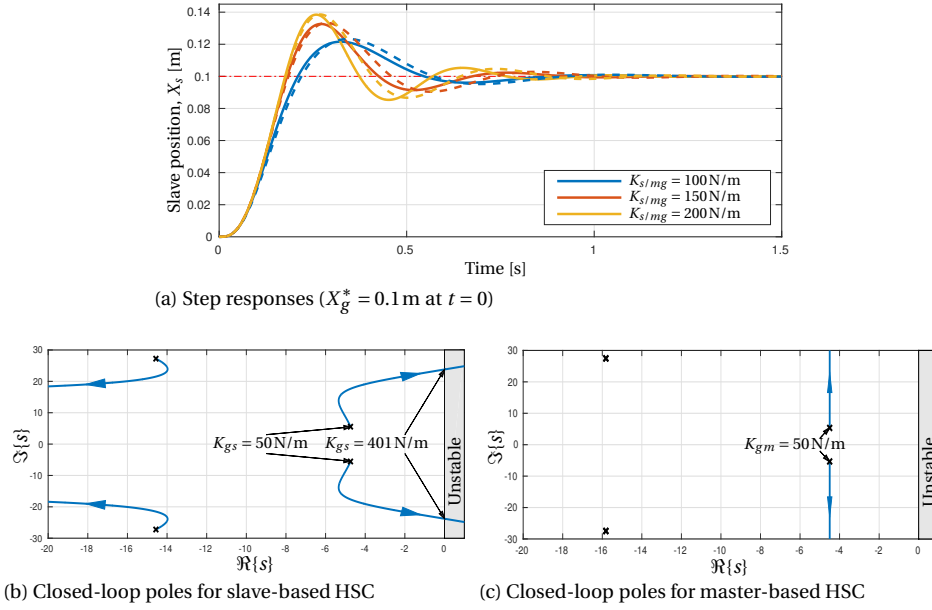 0.14
0.12
0.1
0.08
0.06
0.04
0.02
0
Slave position, X_s [m]
K_{s/mg} = 100 N/m
K_{s/mg} = 150 N/m
K_{s/mg} = 200 N/m
0 0.5 1 1.5
Time [s]
(a) Step responses (X_g^* = 0.1 m at t = 0)
30
20
10
0
-10
-20
-30
ℑ{s}
K_{gs} = 50 N/m K_{gs} = 401 N/m
Unstable
-20 -18 -16 -14 -12 -10 -8 -6 -4 -2 0
ℜ{s}
(b) Closed-loop poles for slave-based HSC
30
20
10
0
-10
-20
-30
ℑ{s}
K_{gm} = 50 N/m
Unstable
-20 -18 -16 -14 -12 -10 -8 -6 -4 -2 0
ℜ{s}
(c) Closed-loop poles for master-based HSC